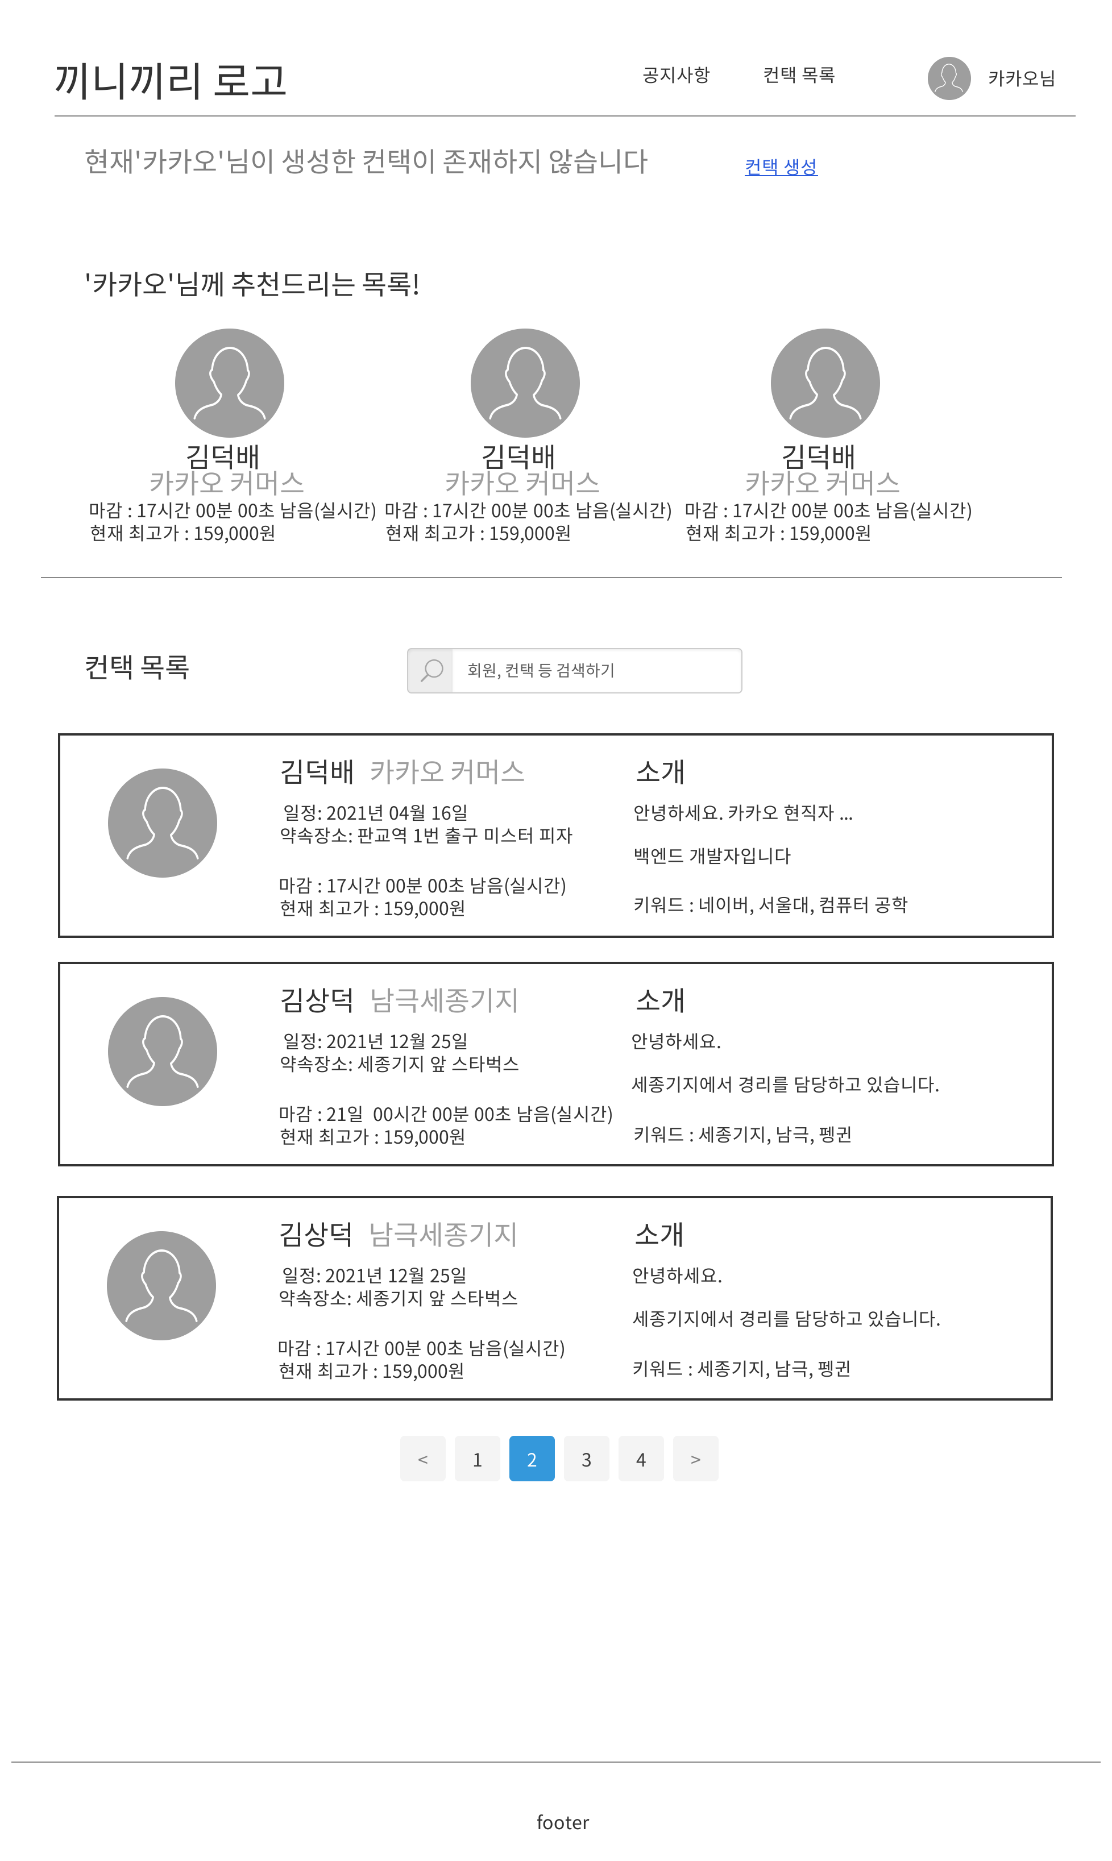 끼니끼리 로고
공지사항
컨택 목록
카카오님
현재'카카오'님이 생성한 컨택이 존재하지 않습니다
컨택 생성
'카카오'님께 추천드리는 목록!
김덕배
카카오 커머스
마감 : 17시간 00분 00초 남음(실시간)
현재 최고가 : 159,000원
김덕배
카카오 커머스
마감 : 17시간 00분 00초 남음(실시간)
현재 최고가 : 159,000원
김덕배
카카오 커머스
마감 : 17시간 00분 00초 남음(실시간)
현재 최고가 : 159,000원
컨택 목록
회원, 컨택 등 검색하기
김덕배 카카오 커머스
일정: 2021년 04월 16일
약속장소: 판교역 1번 출구 미스터 피자
마감 : 17시간 00분 00초 남음(실시간)
현재 최고가 : 159,000원
소개
안녕하세요. 카카오 현직자 ...
백엔드 개발자입니다
키워드 : 네이버, 서울대, 컴퓨터 공학
김상덕 남극세종기지
일정: 2021년 12월 25일
약속장소: 세종기지 앞 스타벅스
마감 : 21일 00시간 00분 00초 남음(실시간)
현재 최고가 : 159,000원
소개
안녕하세요.
세종기지에서 경리를 담당하고 있습니다.
키워드 : 세종기지, 남극, 펭귄
김상덕 남극세종기지
일정: 2021년 12월 25일
약속장소: 세종기지 앞 스타벅스
마감 : 17시간 00분 00초 남음(실시간)
현재 최고가 : 159,000원
소개
안녕하세요.
세종기지에서 경리를 담당하고 있습니다.
키워드 : 세종기지, 남극, 펭귄
< 1 2 3 4 >
footer